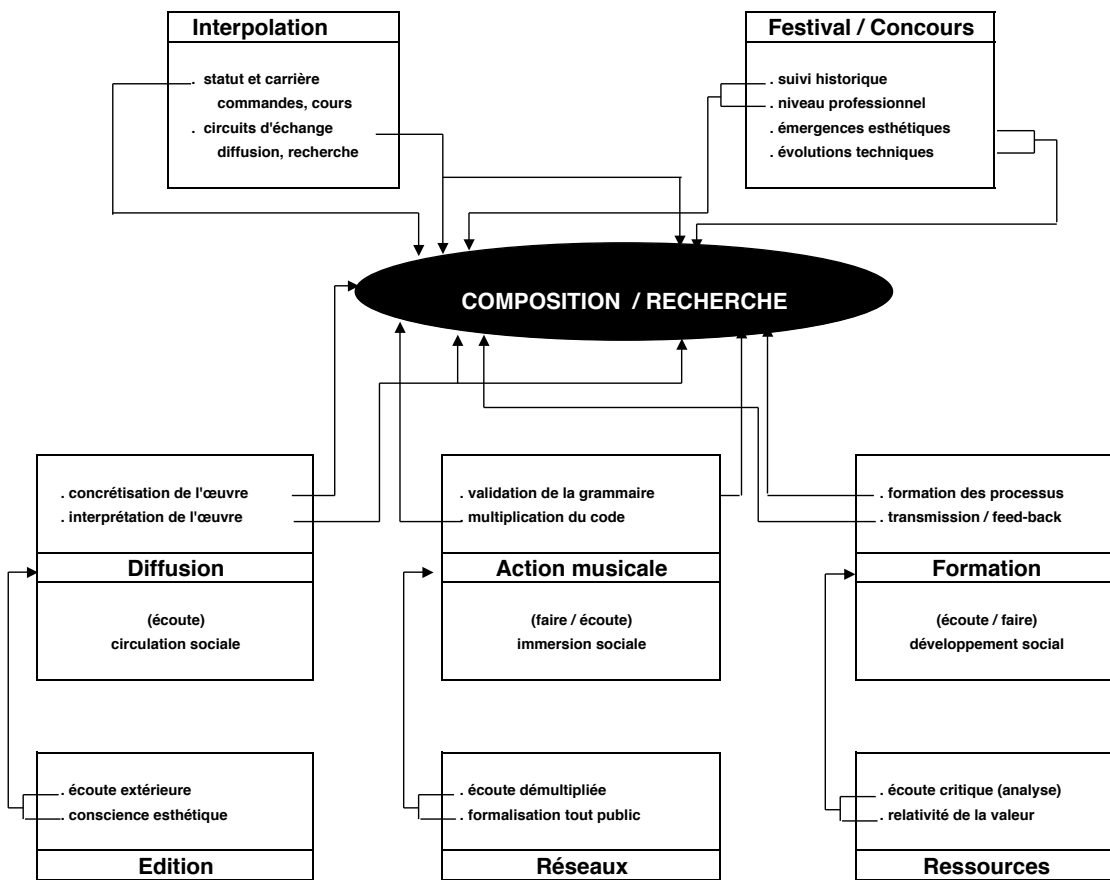 Interpolation
. statut et carrière
commandes, cours
. circuits d'échange
diffusion, recherche
Festival / Concours
. suivi historique
. niveau professionnel
. émergences esthétiques
. évolutions techniques
COMPOSITION / RECHERCHE
. concrétisation de l'œuvre
. interprétation de l'œuvre
Diffusion
(écoute)
circulation sociale
. validation de la grammaire
. multiplication du code
Action musicale
(faire / écoute)
immersion sociale
. formation des processus
. transmission / feed-back
Formation
(écoute / faire)
développement social
. écoute extérieure
. conscience esthétique
Edition
. écoute démultipliée
. formalisation tout public
Réseaux
. écoute critique (analyse)
. relativité de la valeur
Ressources